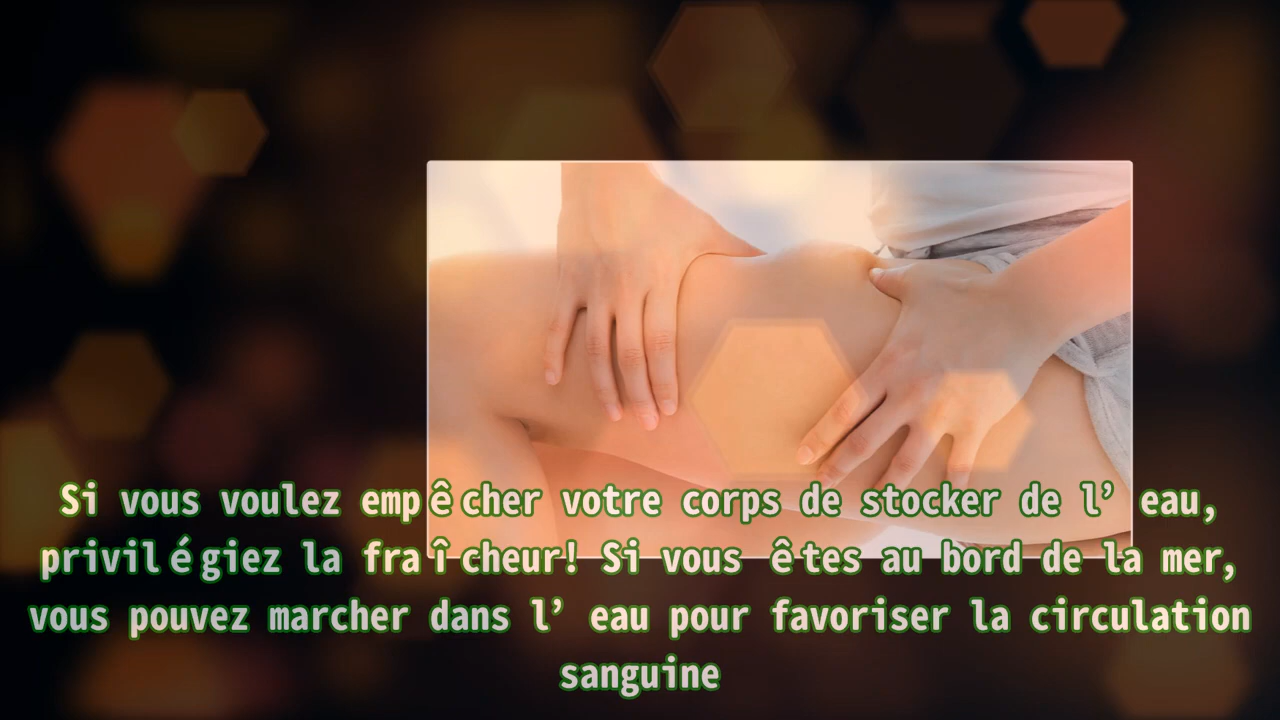 Si vous voulez empêcher votre corps de stocker de l’ eau,
privilégiez la fraîcheur! Si vous êtes au bord de la mer,
vous pouvez marcher dans l’ eau pour favoriser la circulation
sanguine